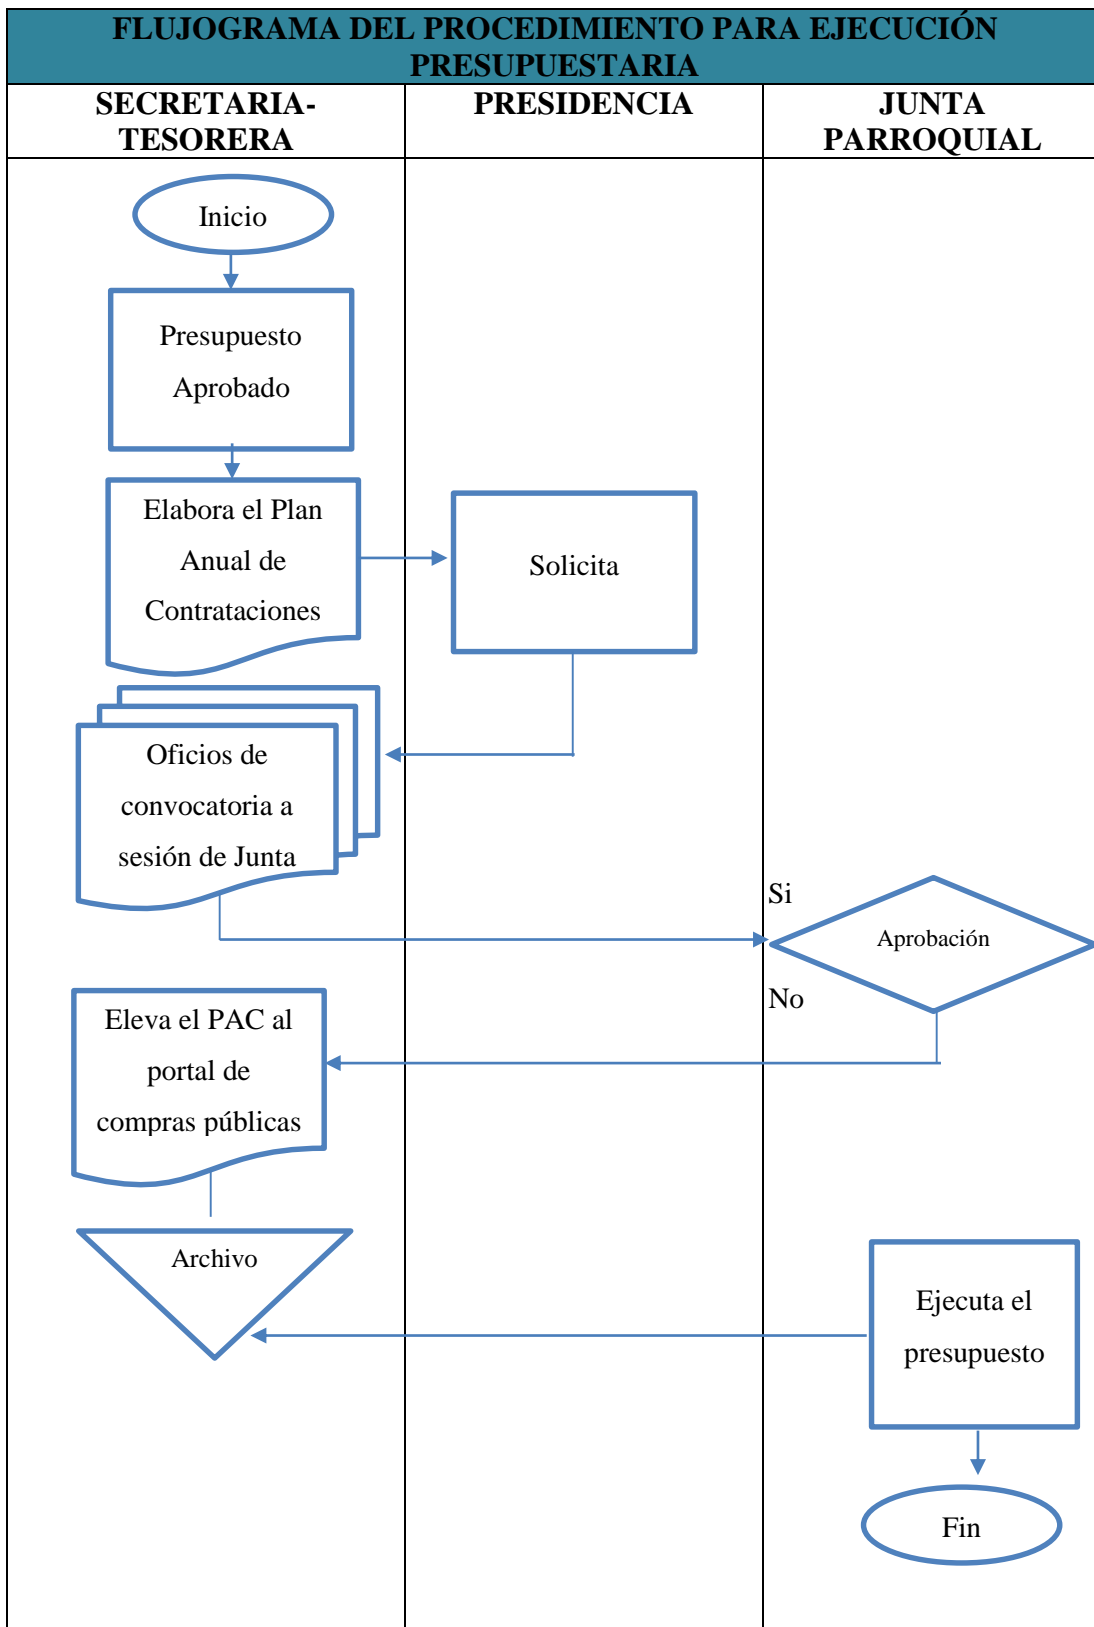 FLUJOGRAMA DEL PROCEDIMIENTO PARA EJECUCIÓN
PRESUPUESTARIA
SECRETARIA-
TESORERA
PRESIDENCIA
JUNTA
PARROQUIAL
Inicio
Presupuesto
Aprobado
Elabora el Plan
Anual de
Contrataciones
Solicita
Oficios de
convocatoria a
sesión de Junta
Si
Aprobación
No
Eleva el PAC al
portal de
compras públicas
Archivo
Ejecuta el
presupuesto
Fin